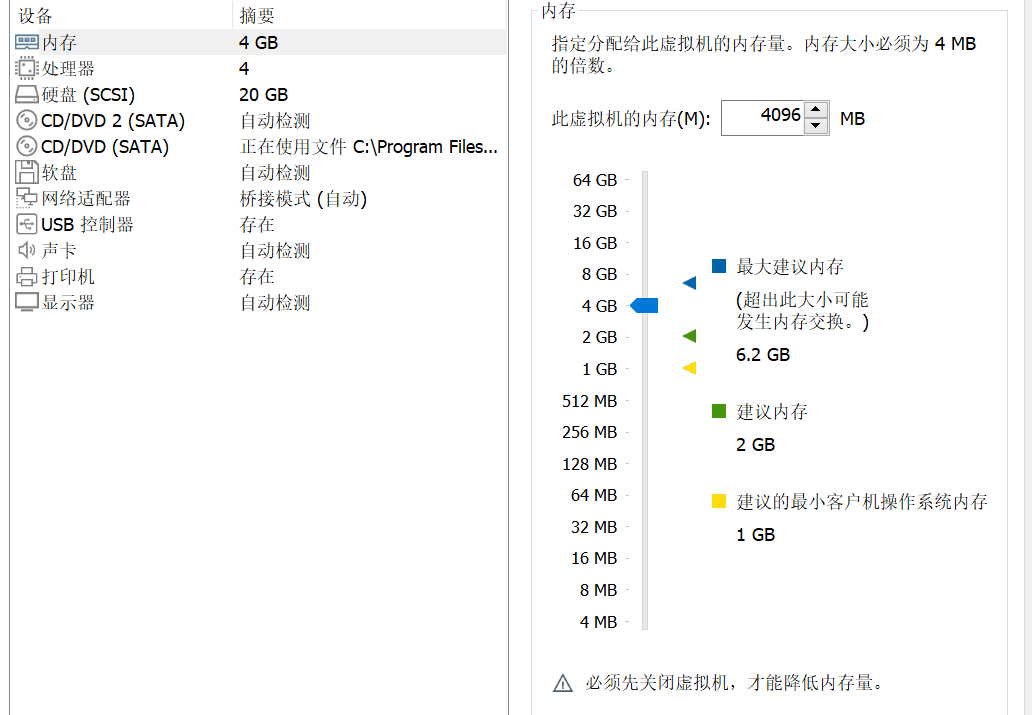 设备 摘要
内存 4 GB
处理器 4
硬盘 (SCSI) 20 GB
CD/DVD 2 (SATA) 自动检测
CD/DVD (SATA) 正在使用文件 C:\Program Files...
软盘 自动检测
网络适配器 桥接模式 (自动)
USB 控制器 存在
声卡 自动检测
打印机 存在
显示器 自动检测
内存
指定分配给此虚拟机的内存量。内存大小必须为 4 MB
的倍数。
此虚拟机的内存(M): 4096 MB
64 GB
32 GB
16 GB
8 GB
4 GB
2 GB
1 GB
512 MB
256 MB
128 MB
64 MB
32 MB
16 MB
8 MB
4 MB
最大建议内存
(超出此大小可能
发生内存交换。)
6.2 GB
建议内存
2 GB
建议的最小客户机操作系统内存
1 GB
必须先关闭虚拟机，才能降低内存量。